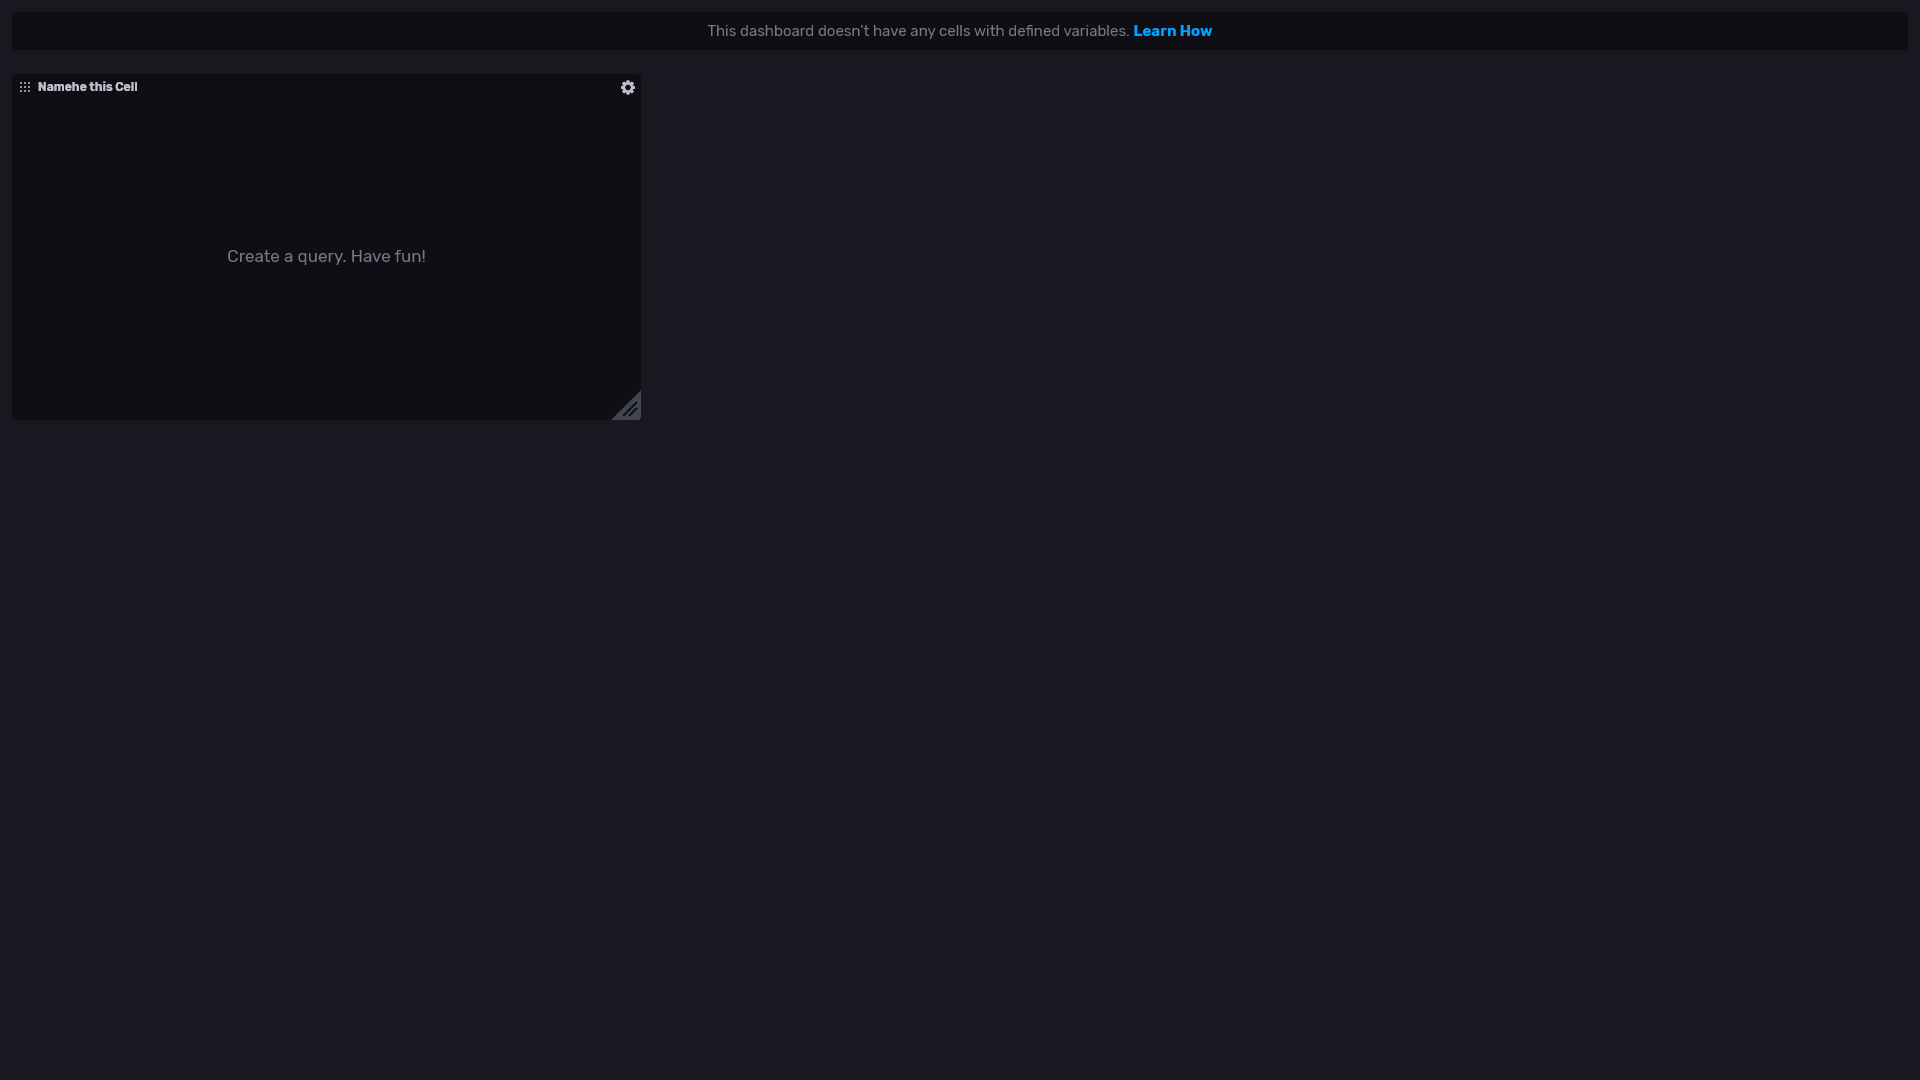 This dashboard doesn't have any cells with defined variables. Learn How
Namehe this Cell
Create a query. Have fun!